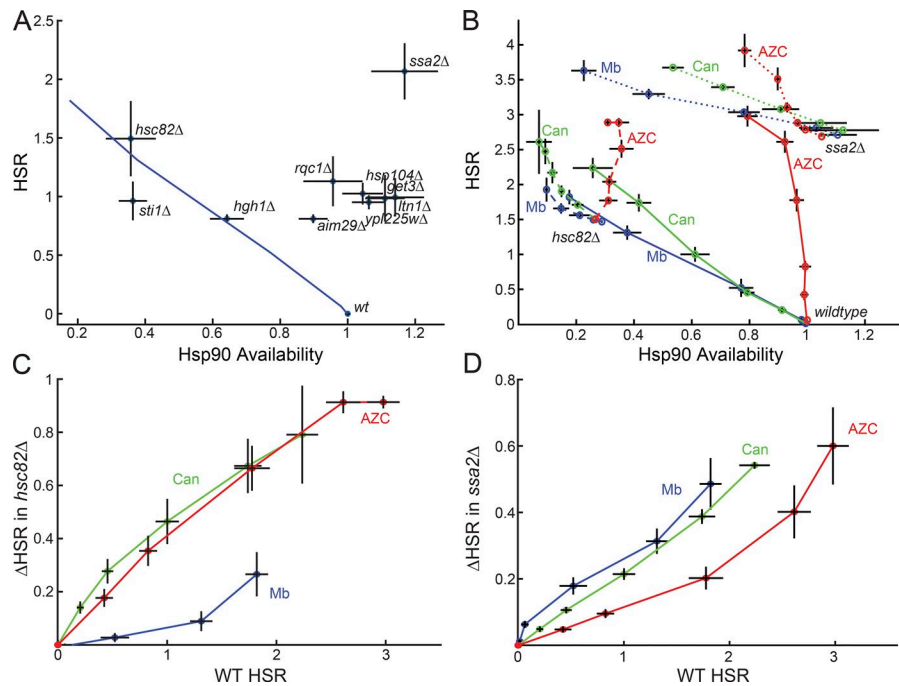 A
2.5
2
1.5
1
0.5
0
HSR
ssa2Δ
hsc82Δ
rqc1Δ
hsp104Δ
get3Δ
sti1Δ
hgh1Δ
ltn1Δ
aim29Δ
ypl225wΔ
wt
0.2
0.4
0.6
0.8
1
1.2
Hsp90 Availability
B
4
3.5
3
2.5
2
1.5
1
0.5
0
HSR
AZC
Mb
Can
ssa2Δ
Can
AZC
AZC
Mb
Can
hsc82Δ
Mb
wildtype
0.2
0.4
0.6
0.8
1
1.2
Hsp90 Availability
C
1
0.8
0.6
0.4
0.2
ΔHSR in hsc82Δ
AZC
Can
Mb
0
1
2
3
WT HSR
D
0.8
0.6
0.4
0.2
ΔHSR in ssa2Δ
AZC
Can
Mb
0
1
2
3
WT HSR